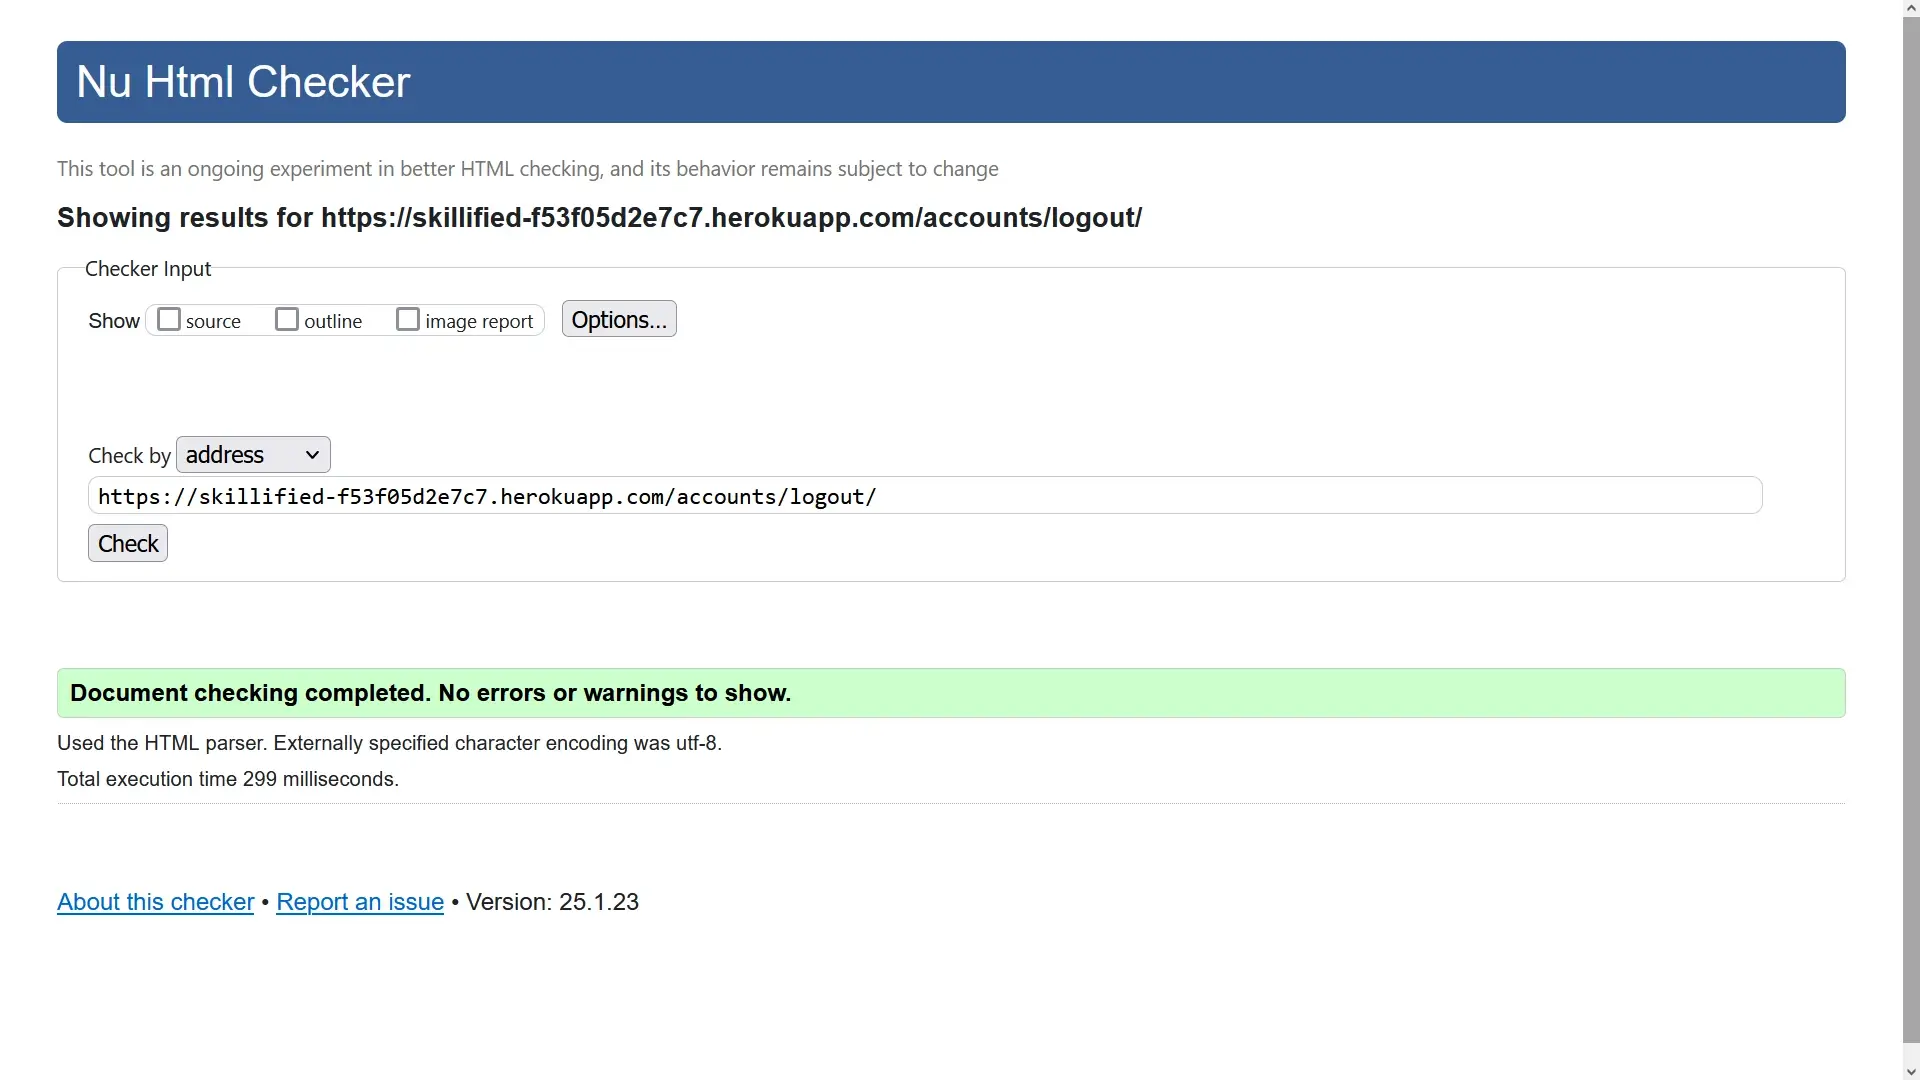 Nu Html Checker
This tool is an ongoing experiment in better HTML checking, and its behavior remains subject to change
Showing results for https://skillified-f53f05d2e7c7.herokuapp.com/accounts/logout/
Checker Input
Show source outline image report Options...
Check by address
https://skillified-f53f05d2e7c7.herokuapp.com/accounts/logout/
Check
Document checking completed. No errors or warnings to show.
Used the HTML parser. Externally specified character encoding was utf-8.
Total execution time 299 milliseconds.
About this checker • Report an issue • Version: 25.1.23